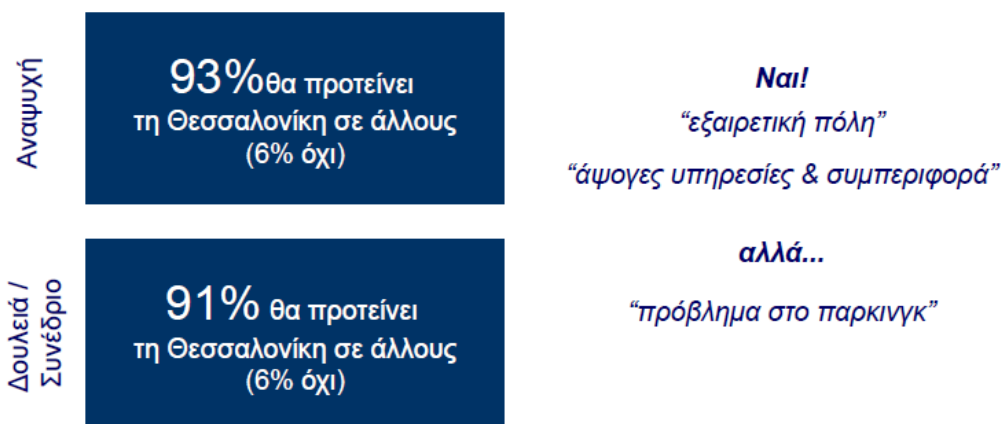 Αναψυχή
93%θα προτείνει
τη Θεσσαλονίκη σε άλλους
(6% όχι)
Ναι!
“εξαιρετική πόλη”
“άψογες υπηρεσίες & συμπεριφορά”
Δουλειά /
Συνέδριο
91% θα προτείνει
τη Θεσσαλονίκη σε άλλους
(6% όχι)
αλλά...
“πρόβλημα στο παρκινγκ”